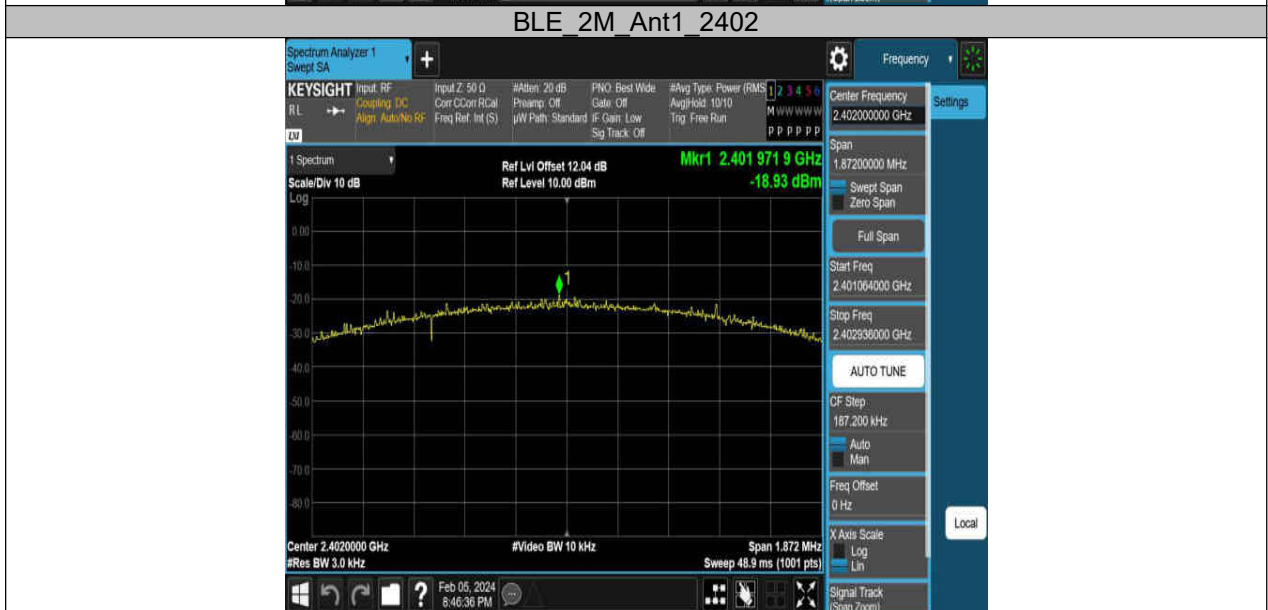 (Span Zoom)
BLE_2M_Ant1_2402
Spectrum Analyzer 1
Swept SA
+
Frequency
KEYSIGHT
RL
LXI
Input: RF
Coupling: DC
Align: Auto/No RF
Input Z: 50 Ω
Corr CCorr RCal
Freq Ref: Int (S)
#Atten: 20 dB
Preamp: Off
µW Path: Standard
PNO: Best Wide
Gate: Off
IF Gain: Low
Sig Track: Off
#Avg Type: Power (RMS
Avg|Hold: 10/10
Trig: Free Run
1 2 3 4 5 6
M W W W W W
P P P P P P
1 Spectrum
Scale/Div 10 dB
Ref Lvl Offset 12.04 dB
Ref Level 10.00 dBm
Mkr1 2.401 971 9 GHz
-18.93 dBm
Log
0.00
-10.0
-20.0
-30.0
-40.0
-50.0
-60.0
-70.0
-80.0
1
Center 2.4020000 GHz
#Res BW 3.0 kHz
#Video BW 10 kHz
Span 1.872 MHz
Sweep 48.9 ms (1001 pts)
Center Frequency
2.402000000 GHz
Settings
Span
1.87200000 MHz
Swept Span
Zero Span
Full Span
Start Freq
2.401064000 GHz
Stop Freq
2.402936000 GHz
AUTO TUNE
CF Step
187.200 kHz
Auto
Man
Freq Offset
0 Hz
X Axis Scale
Log
Lin
Local
Signal Track
(Span Zoom)
?
Feb 05, 2024
8:46:36 PM